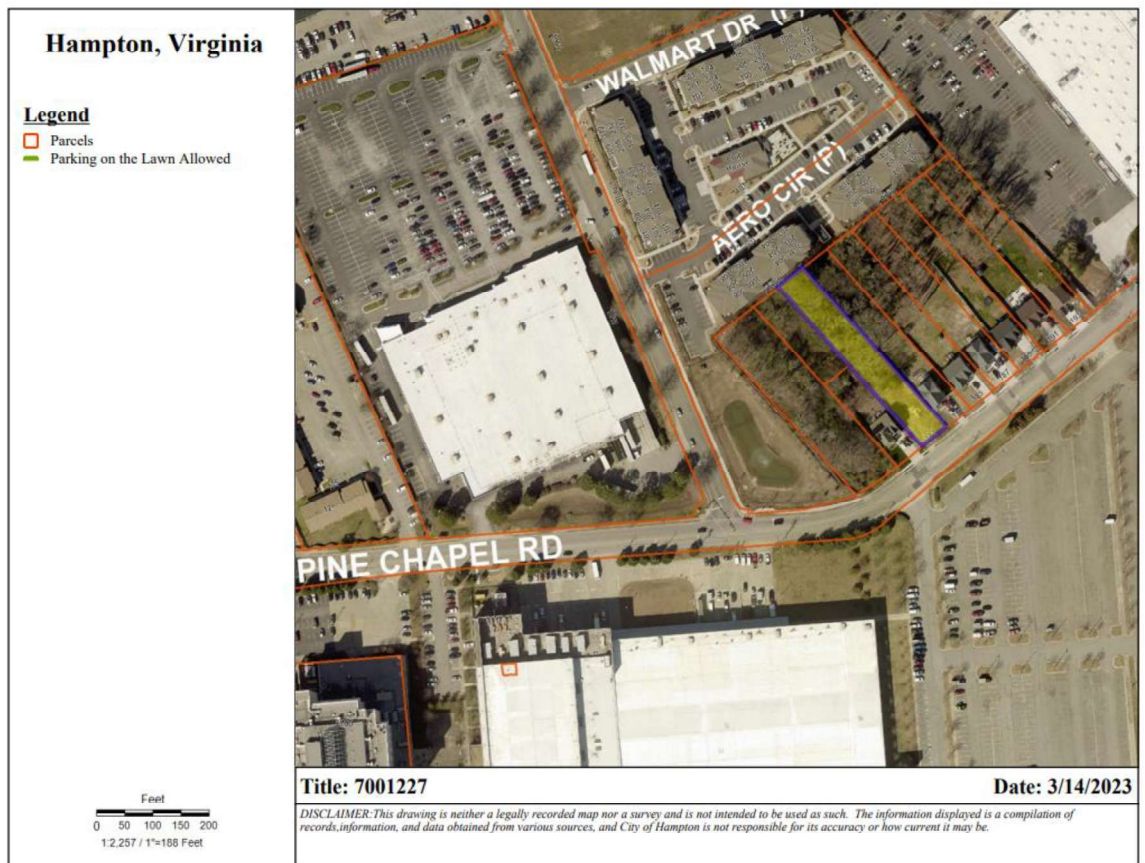 Hampton, Virginia
Legend
Parcels
Parking on the Lawn Allowed
WALMART DR (P)
AERO CIR (P)
PINE CHAPEL RD
Feet
0 50 100 150 200
1:2,257 / 1"=188 Feet
Title: 7001227
Date: 3/14/2023
DISCLAIMER:This drawing is neither a legally recorded map nor a survey and is not intended to be used as such. The information displayed is a compilation of
records,information, and data obtained from various sources, and City of Hampton is not responsible for its accuracy or how current it may be.